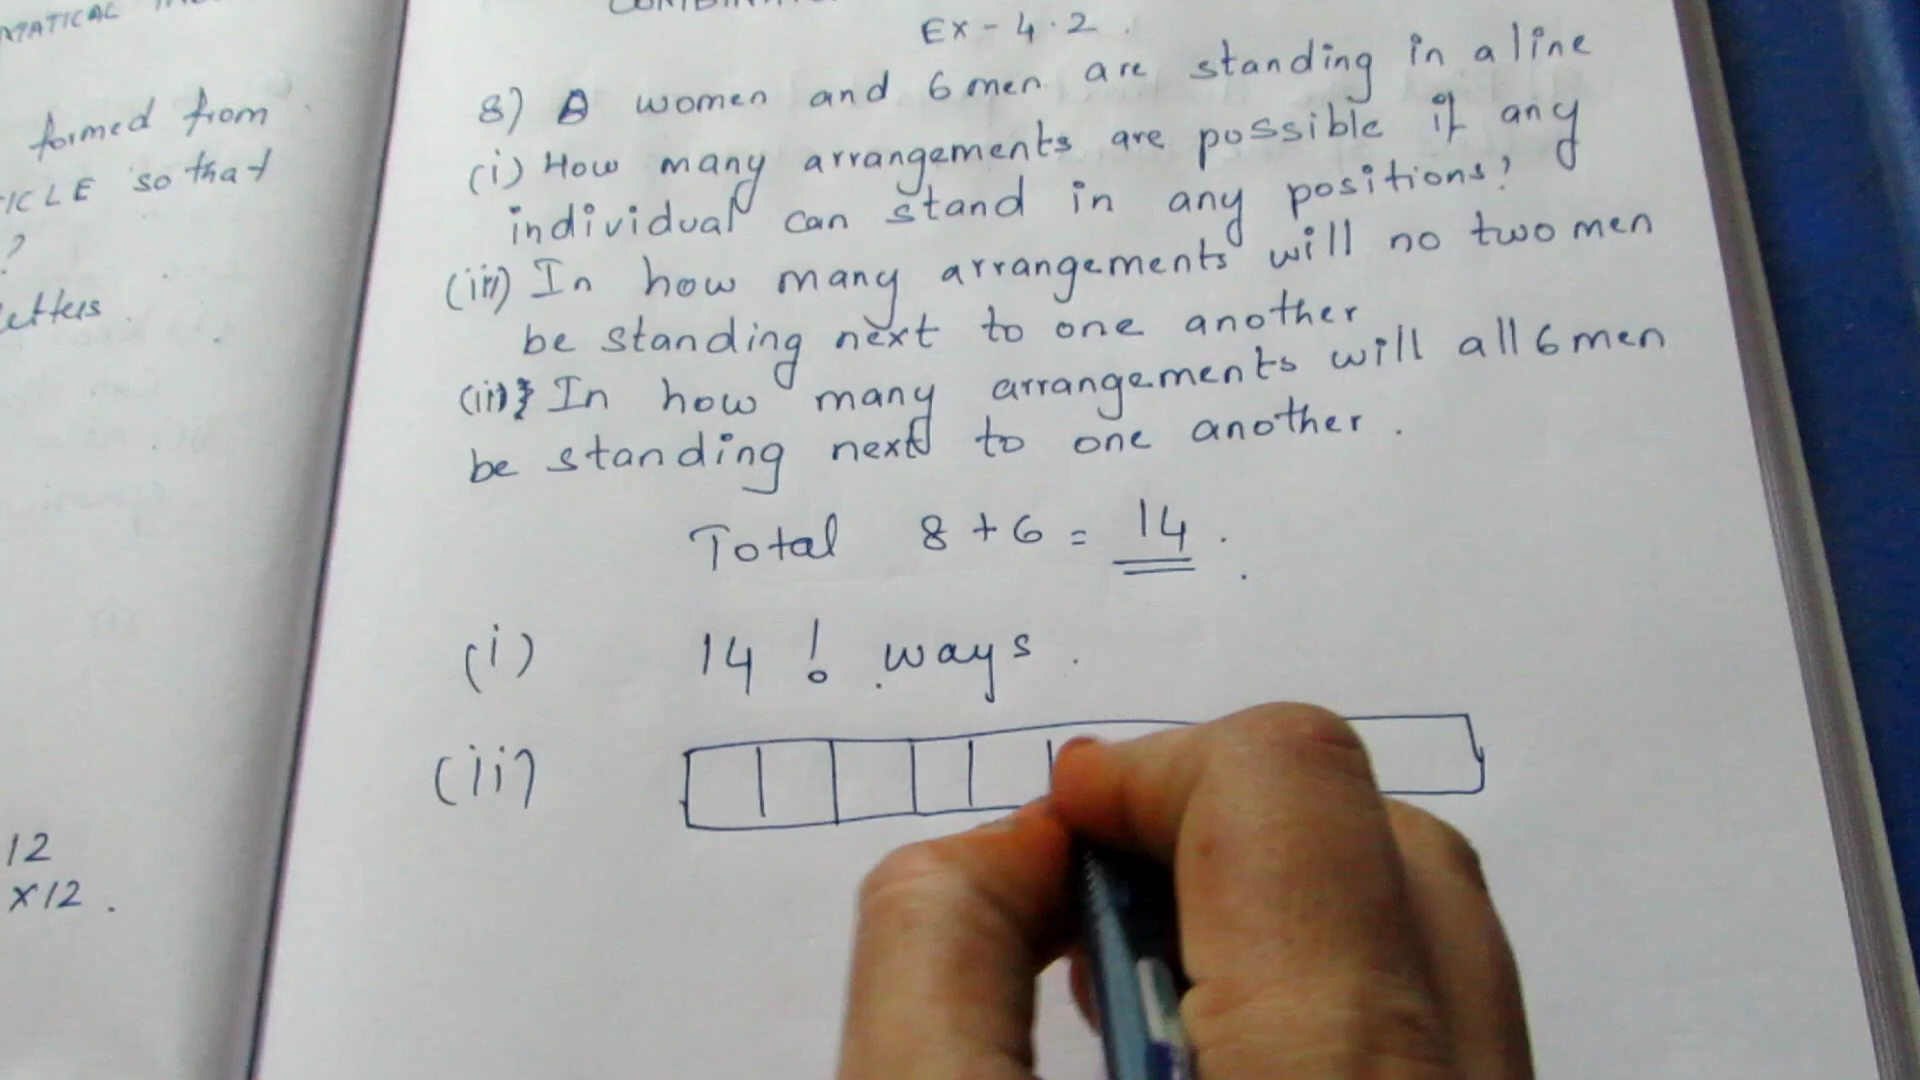 formed from
ICLE so that
?
letters
12
X12.
Ex - 4.2.
8) 8 women and 6 men are standing in a line
(i) How many arrangements are possible if any
individual can stand in any positions?
(iii) In how many arrangements will no two men
be standing next to one another
(ii) In how many arrangements will all 6 men
be standing next to one another.
Total 8 + 6 = 14.
(i) 14! ways.
(ii)